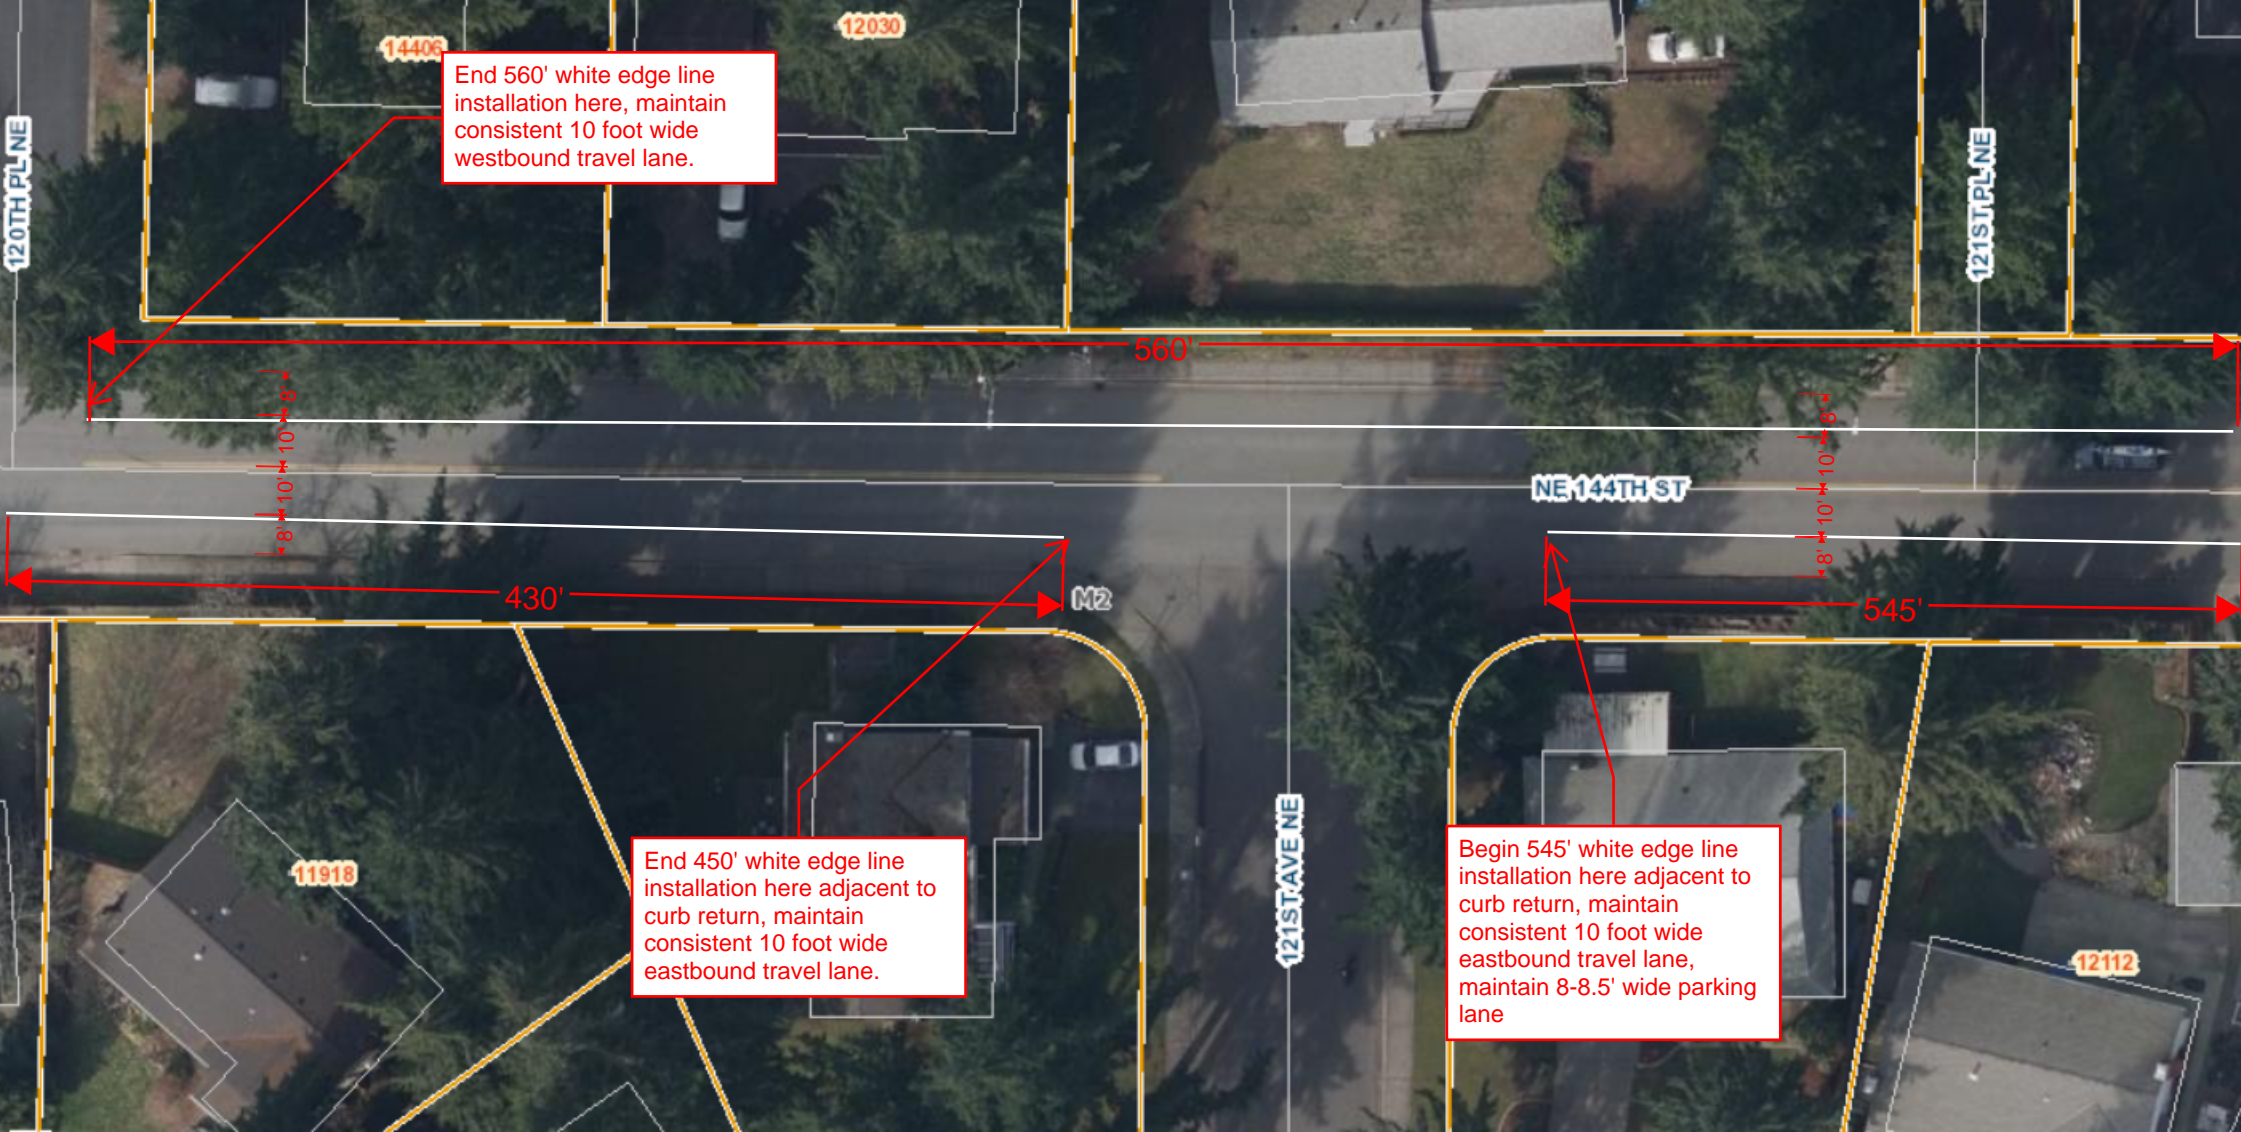 12030
14406
End 560' white edge line
installation here, maintain
consistent 10 foot wide
westbound travel lane.
120TH PL NE
121ST PL NE
560'
8'
10'
10'
8'
8'
10'
10'
8'
NE 144TH ST
430'
M2
545'
End 450' white edge line
installation here adjacent to
curb return, maintain
consistent 10 foot wide
eastbound travel lane.
121ST AVE NE
Begin 545' white edge line
installation here adjacent to
curb return, maintain
consistent 10 foot wide
eastbound travel lane,
maintain 8-8.5' wide parking
lane
11918
12112